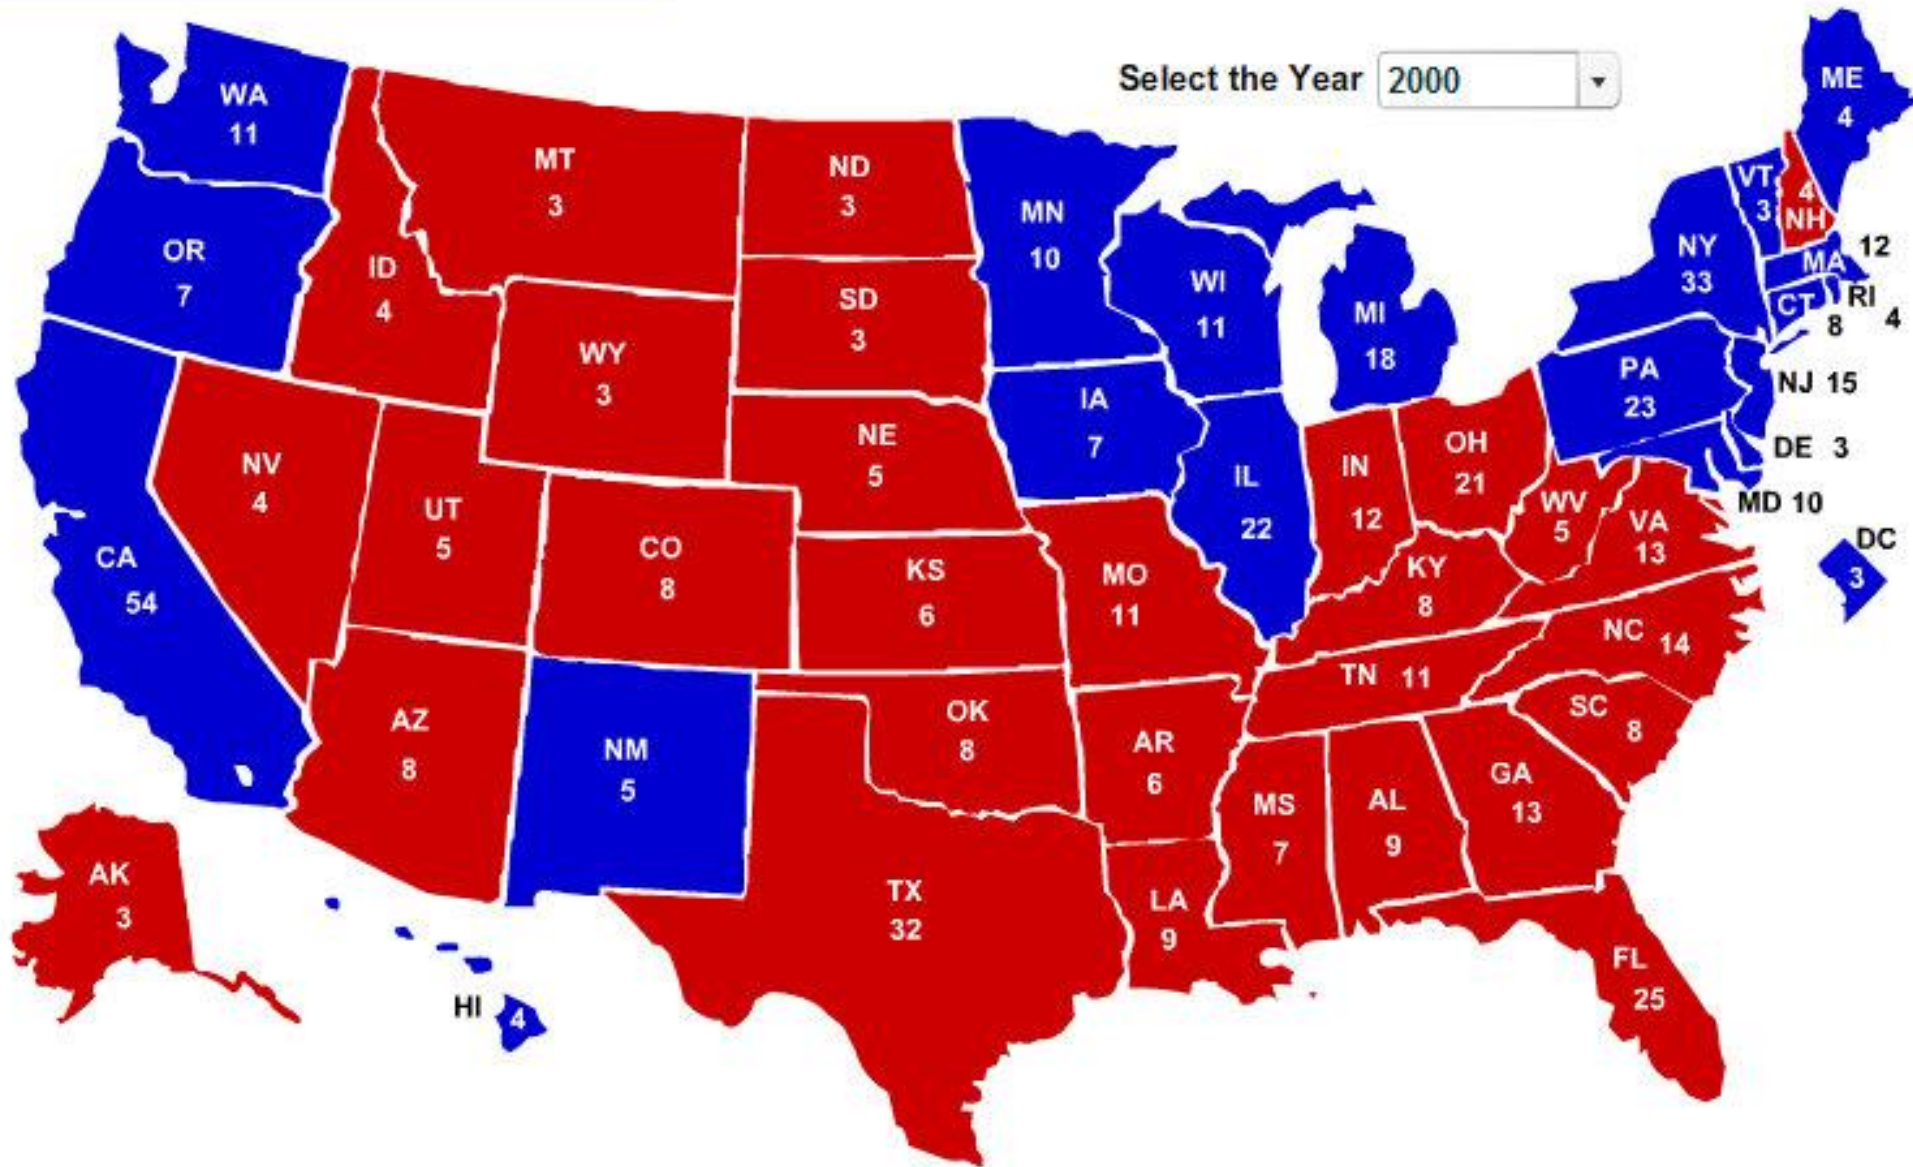 Select the Year 2000
WA
11
OR
7
CA
54
NV
4
ID
4
MT
3
WY
3
UT
5
CO
8
AZ
8
NM
5
ND
3
SD
3
NE
5
KS
6
OK
8
TX
32
MN
10
IA
7
MO
11
AR
6
LA
9
WI
11
IL
22
MI
18
IN
12
OH
21
KY
8
TN 11
MS
7
AL
9
GA
13
FL
25
SC 8
NC 14
VA
13
WV
5
PA
23
NY
33
VT
3
4
NH
ME
4
12
MA
RI
4
CT
8
NJ 15
DE 3
MD 10
DC
3
AK
3
HI 4